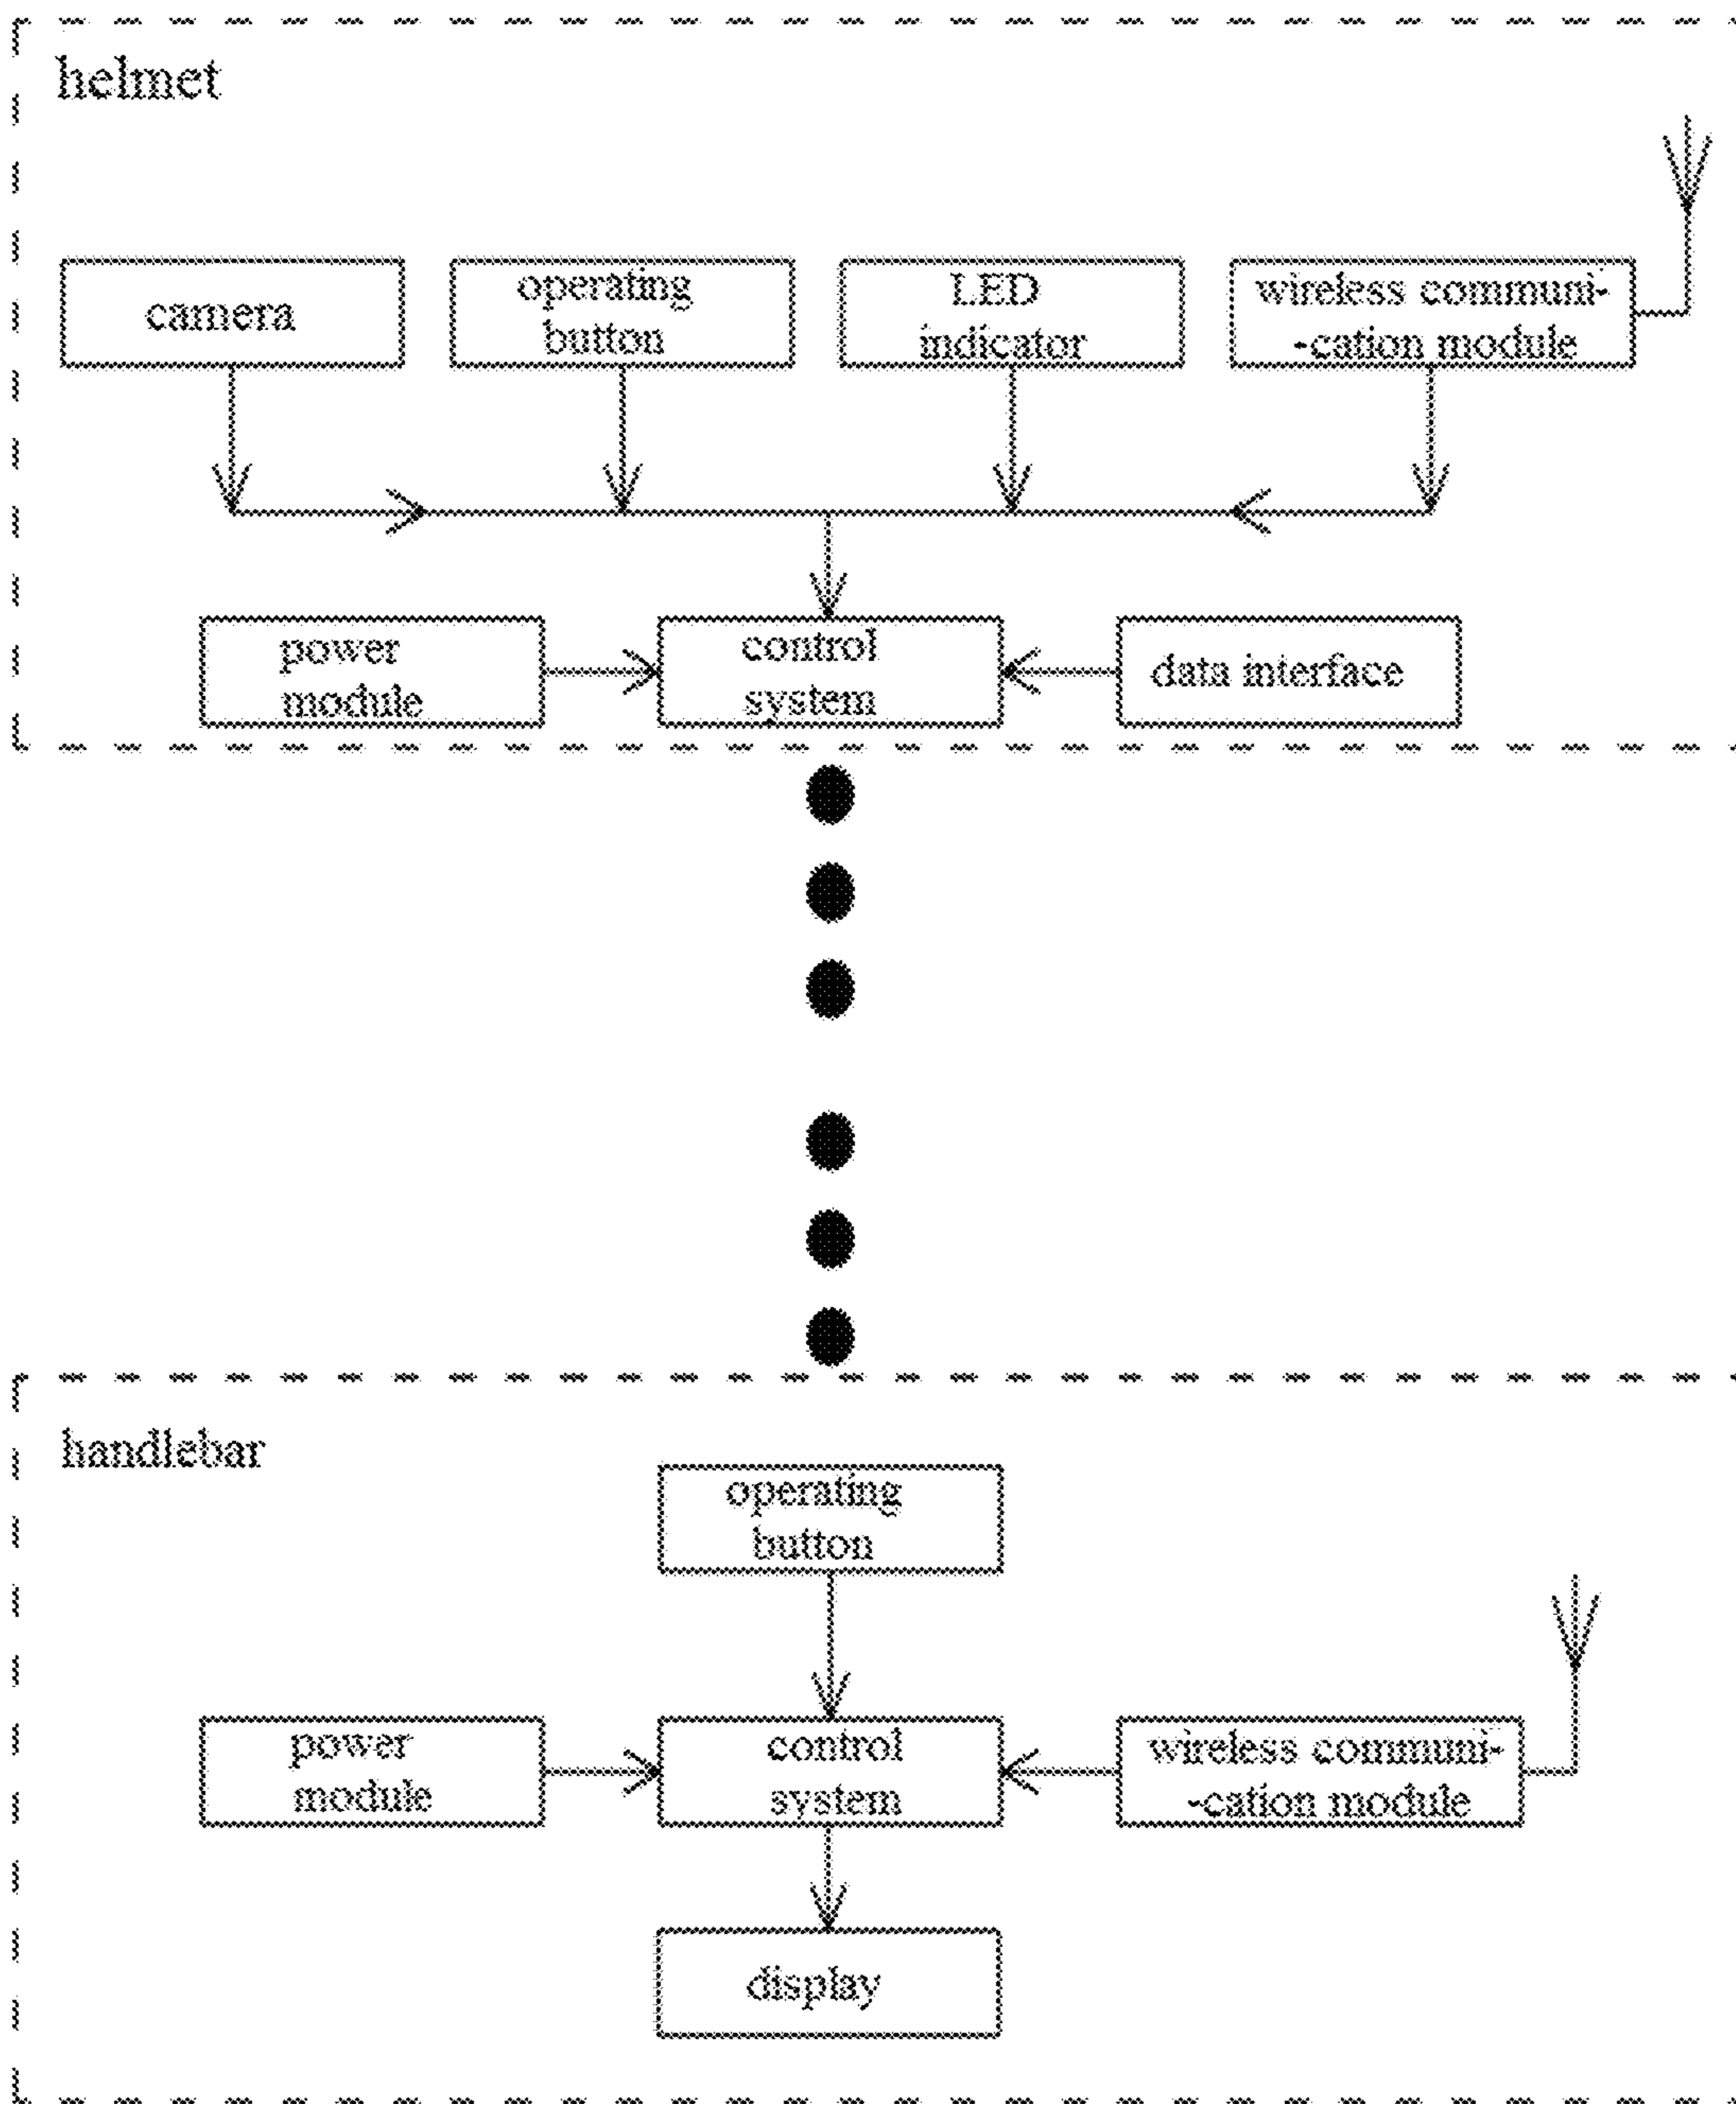 helmet
camera
operating
button
LED
indicator
wireless communi-
-cation module
power
module
control
system
data interface
handlebar
operating
button
power
module
control
system
wireless communi-
-cation module
display